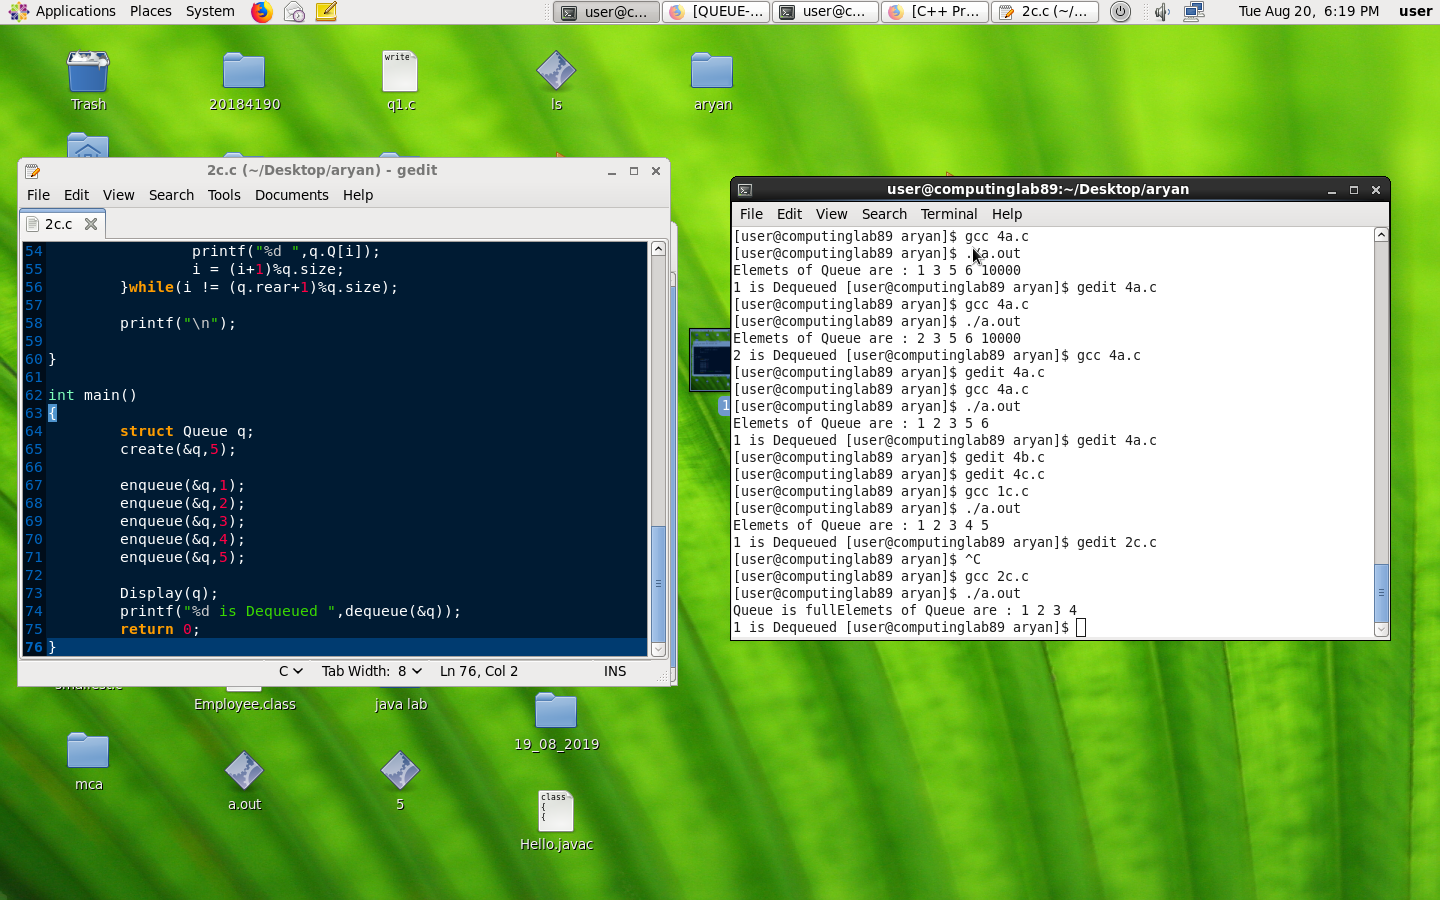 Applications Places System
user@c...
[QUEUE-...
user@c...
[C++ Pr...
2c.c (~/...
Tue Aug 20, 6:19 PM user
Trash
20184190
write
q1.c
ls
aryan
2c.c (~/Desktop/aryan) - gedit
File Edit View Search Tools Documents Help
2c.c
54 printf("%d ",q.Q[i]);
55 i = (i+1)%q.size;
56 }while(i != (q.rear+1)%q.size);
57
58 printf("\n");
59
60 }
61
62 int main()
63 {
64 struct Queue q;
65 create(&q,5);
66
67 enqueue(&q,1);
68 enqueue(&q,2);
69 enqueue(&q,3);
70 enqueue(&q,4);
71 enqueue(&q,5);
72
73 Display(q);
74 printf("%d is Dequeued ",dequeue(&q));
75 return 0;
76 }
C Tab Width: 8 Ln 76, Col 2 INS
user@computinglab89:~/Desktop/aryan
File Edit View Search Terminal Help
[user@computinglab89 aryan]$ gcc 4a.c
[user@computinglab89 aryan]$ ./a.out
Elemets of Queue are : 1 3 5 6 10000
1 is Dequeued [user@computinglab89 aryan]$ gedit 4a.c
[user@computinglab89 aryan]$ gcc 4a.c
[user@computinglab89 aryan]$ ./a.out
Elemets of Queue are : 2 3 5 6 10000
2 is Dequeued [user@computinglab89 aryan]$ gcc 4a.c
[user@computinglab89 aryan]$ gedit 4a.c
[user@computinglab89 aryan]$ gcc 4a.c
[user@computinglab89 aryan]$ ./a.out
Elemets of Queue are : 1 2 3 5 6
1 is Dequeued [user@computinglab89 aryan]$ gedit 4a.c
[user@computinglab89 aryan]$ gedit 4b.c
[user@computinglab89 aryan]$ gedit 4c.c
[user@computinglab89 aryan]$ gcc 1c.c
[user@computinglab89 aryan]$ ./a.out
Elemets of Queue are : 1 2 3 4 5
1 is Dequeued [user@computinglab89 aryan]$ gedit 2c.c
[user@computinglab89 aryan]$ ^C
[user@computinglab89 aryan]$ gcc 2c.c
[user@computinglab89 aryan]$ ./a.out
Queue is fullElemets of Queue are : 1 2 3 4
1 is Dequeued [user@computinglab89 aryan]$
1
Employee.class
java lab
19_08_2019
mca
a.out
5
class
{
{
Hello.javac